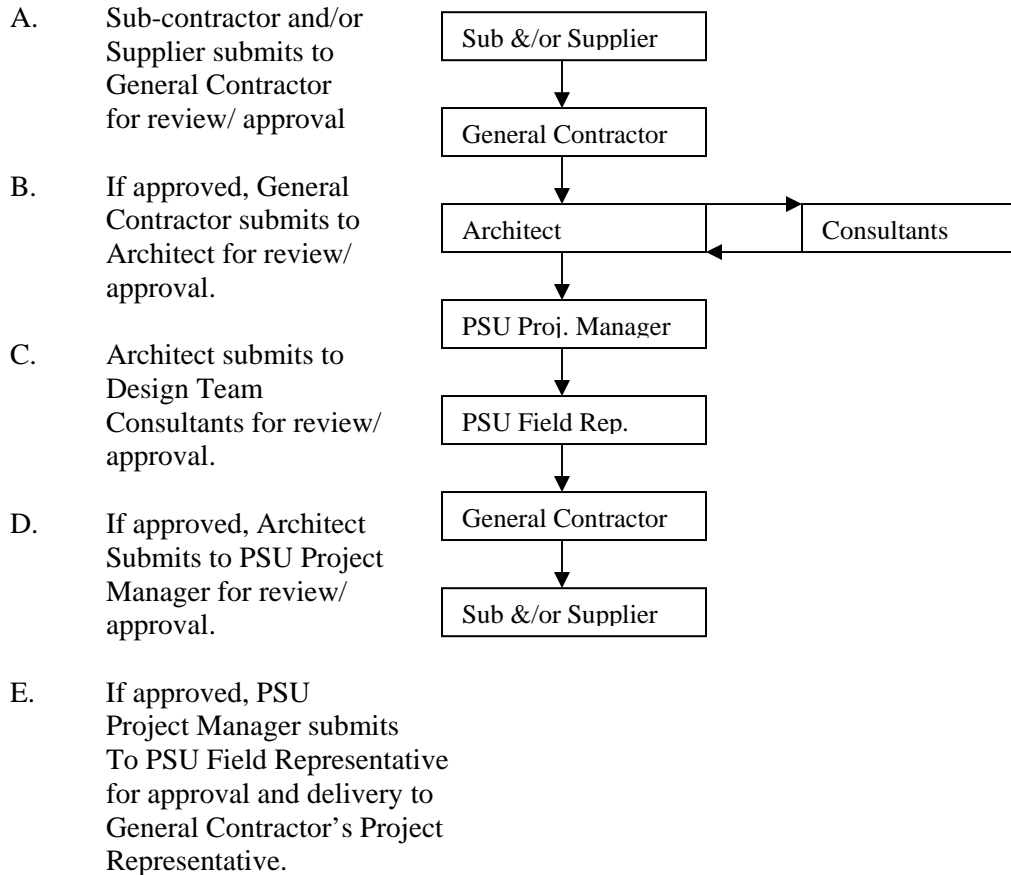 A. Sub-contractor and/or
Supplier submits to
General Contractor
for review/ approval
B. If approved, General
Contractor submits to
Architect for review/
approval.
C. Architect submits to
Design Team
Consultants for review/
approval.
D. If approved, Architect
Submits to PSU Project
Manager for review/
approval.
E. If approved, PSU
Project Manager submits
To PSU Field Representative
for approval and delivery to
General Contractor’s Project
Representative.
Sub &/or Supplier
General Contractor
Architect
Consultants
PSU Proj. Manager
PSU Field Rep.
General Contractor
Sub &/or Supplier